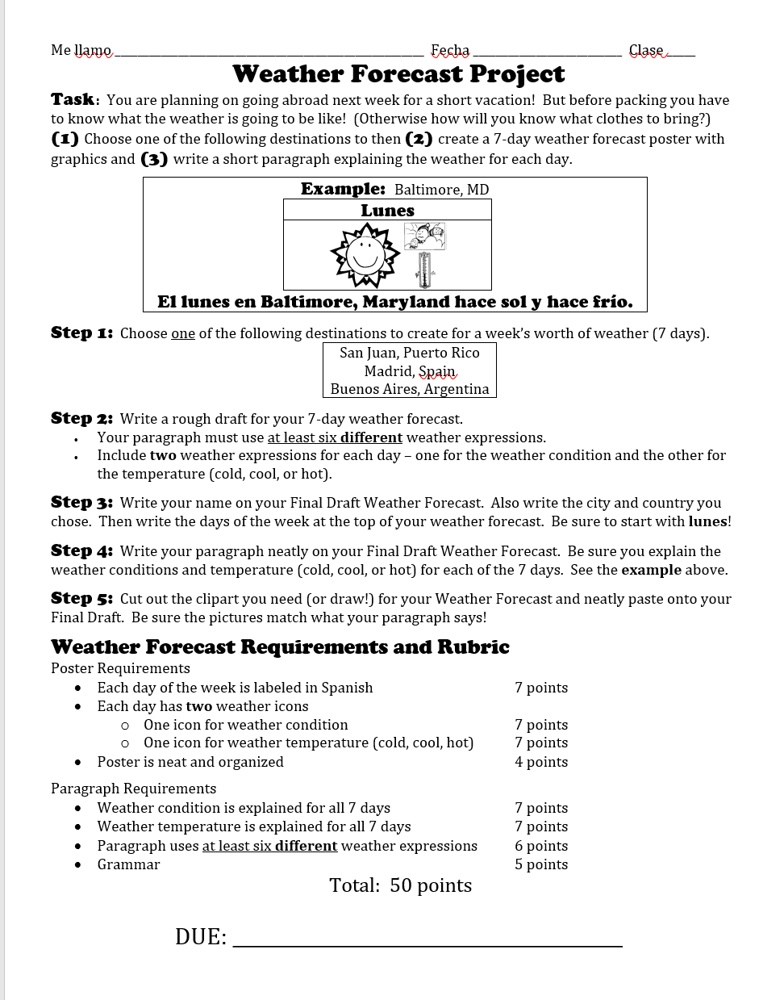 Me llamo ______________________________________________ Fecha ______________________ Clase ____
Weather Forecast Project
Task: You are planning on going abroad next week for a short vacation! But before packing you have
to know what the weather is going to be like! (Otherwise how will you know what clothes to bring?)
(1) Choose one of the following destinations to then (2) create a 7-day weather forecast poster with
graphics and (3) write a short paragraph explaining the weather for each day.
Example: Baltimore, MD
Lunes
El lunes en Baltimore, Maryland hace sol y hace frío.
Step 1: Choose one of the following destinations to create for a week’s worth of weather (7 days).
San Juan, Puerto Rico
Madrid, Spain
Buenos Aires, Argentina
Step 2: Write a rough draft for your 7-day weather forecast.
• Your paragraph must use at least six different weather expressions.
• Include two weather expressions for each day – one for the weather condition and the other for
the temperature (cold, cool, or hot).
Step 3: Write your name on your Final Draft Weather Forecast. Also write the city and country you
chose. Then write the days of the week at the top of your weather forecast. Be sure to start with lunes!
Step 4: Write your paragraph neatly on your Final Draft Weather Forecast. Be sure you explain the
weather conditions and temperature (cold, cool, or hot) for each of the 7 days. See the example above.
Step 5: Cut out the clipart you need (or draw!) for your Weather Forecast and neatly paste onto your
Final Draft. Be sure the pictures match what your paragraph says!
Weather Forecast Requirements and Rubric
Poster Requirements
• Each day of the week is labeled in Spanish 7 points
• Each day has two weather icons
o One icon for weather condition 7 points
o One icon for weather temperature (cold, cool, hot) 7 points
• Poster is neat and organized 4 points
Paragraph Requirements
• Weather condition is explained for all 7 days 7 points
• Weather temperature is explained for all 7 days 7 points
• Paragraph uses at least six different weather expressions 6 points
• Grammar 5 points
Total: 50 points
DUE: ___________________________________